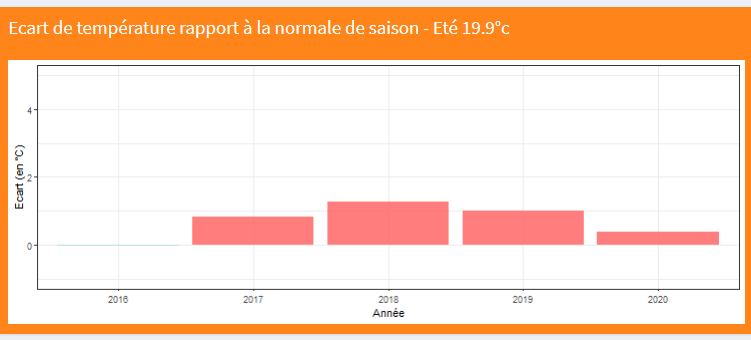 Ecart de température rapport à la normale de saison - Eté 19.9°c
Ecart (en °C)
4
2
0
2016 2017 2018 2019 2020
Année